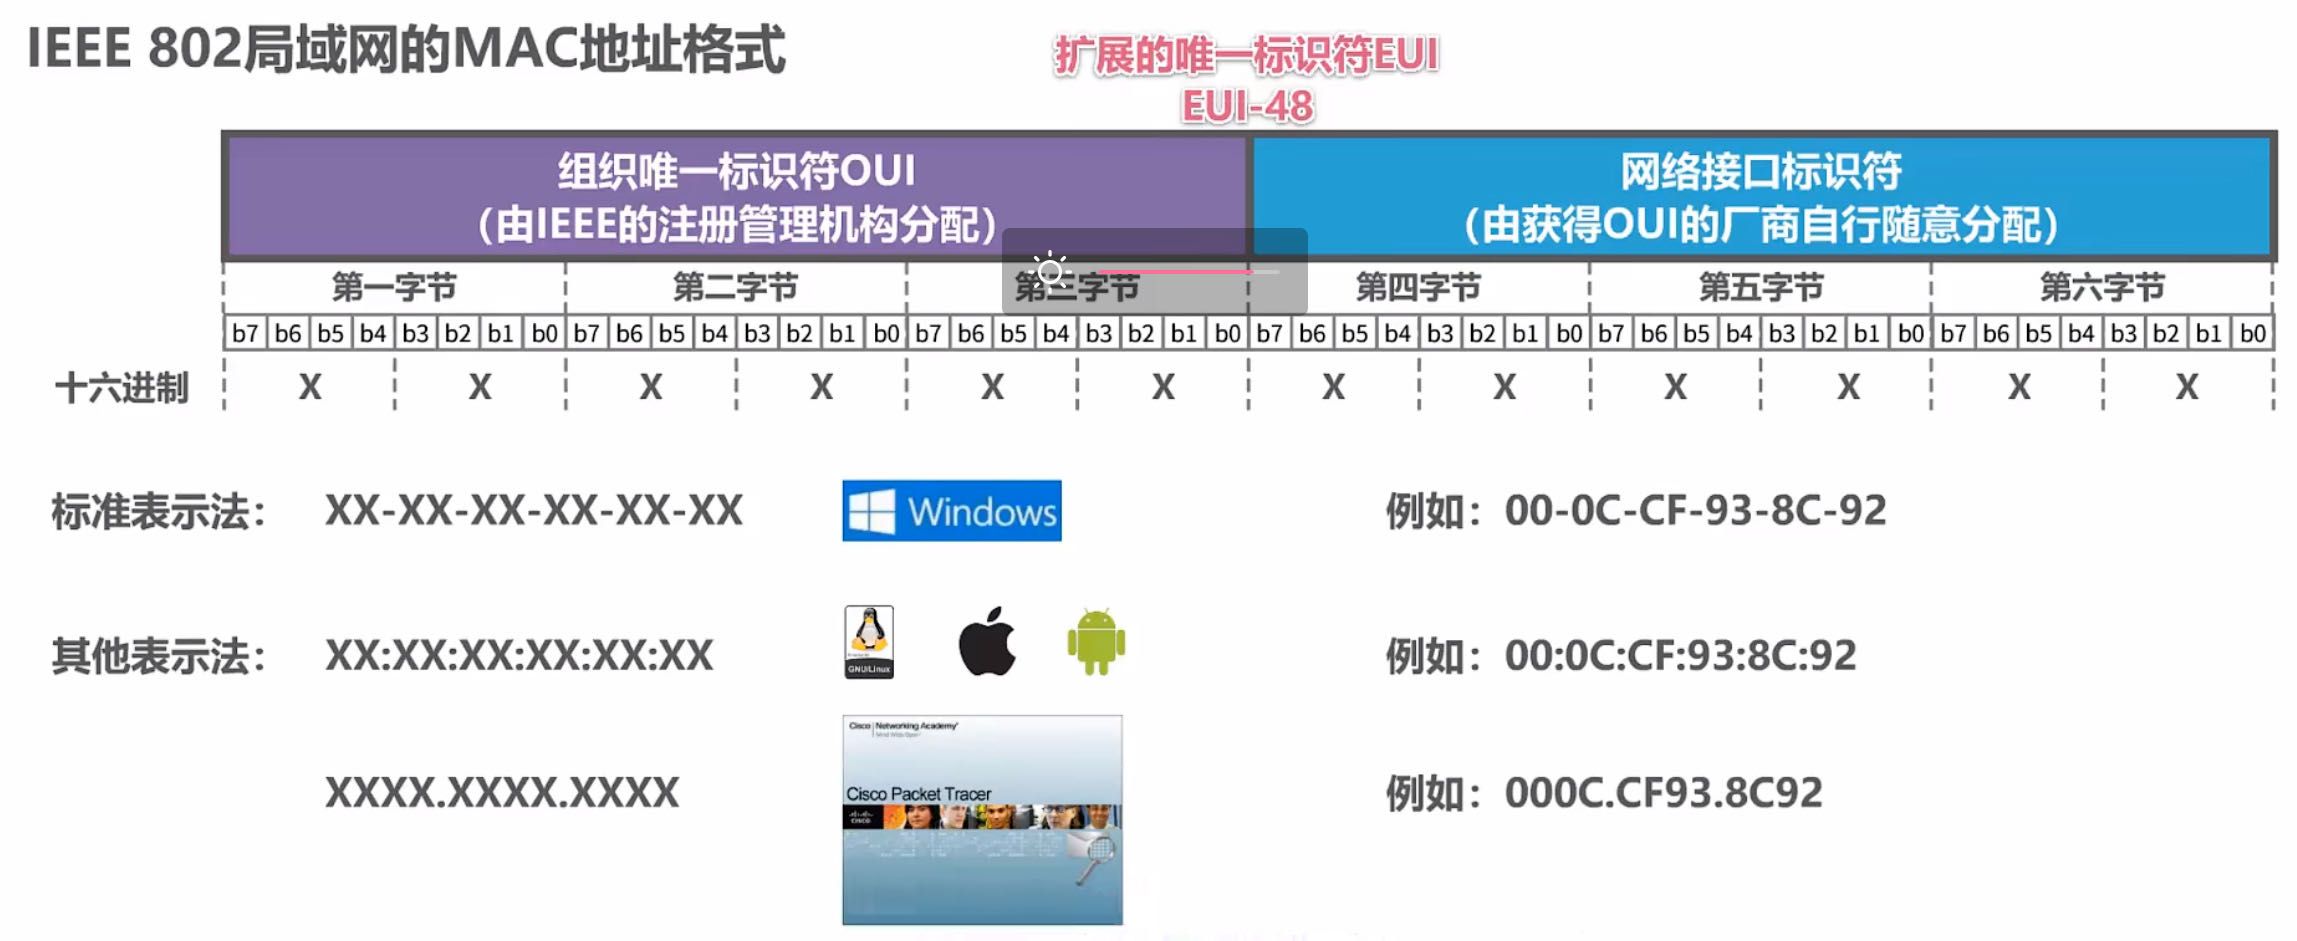 IEEE 802局域网的MAC地址格式
扩展的唯一标识符EUI
EUI-48
组织唯一标识符OUI
（由IEEE的注册管理机构分配）
网络接口标识符
（由获得OUI的厂商自行随意分配）
第一字节 第二字节 第三字节 第四字节 第五字节 第六字节
b7 b6 b5 b4 b3 b2 b1 b0 b7 b6 b5 b4 b3 b2 b1 b0 b7 b6 b5 b4 b3 b2 b1 b0 b7 b6 b5 b4 b3 b2 b1 b0 b7 b6 b5 b4 b3 b2 b1 b0 b7 b6 b5 b4 b3 b2 b1 b0
十六进制 X X X X X X X X X X X X
标准表示法： XX-XX-XX-XX-XX-XX Windows 例如：00-0C-CF-93-8C-92
其他表示法： XX:XX:XX:XX:XX:XX GNU/Linux 例如：00:0C:CF:93:8C:92
Cisco Networking Academy
Mind Wide Open
XXXX.XXXX.XXXX Cisco Packet Tracer 例如：000C.CF93.8C92
CISCO